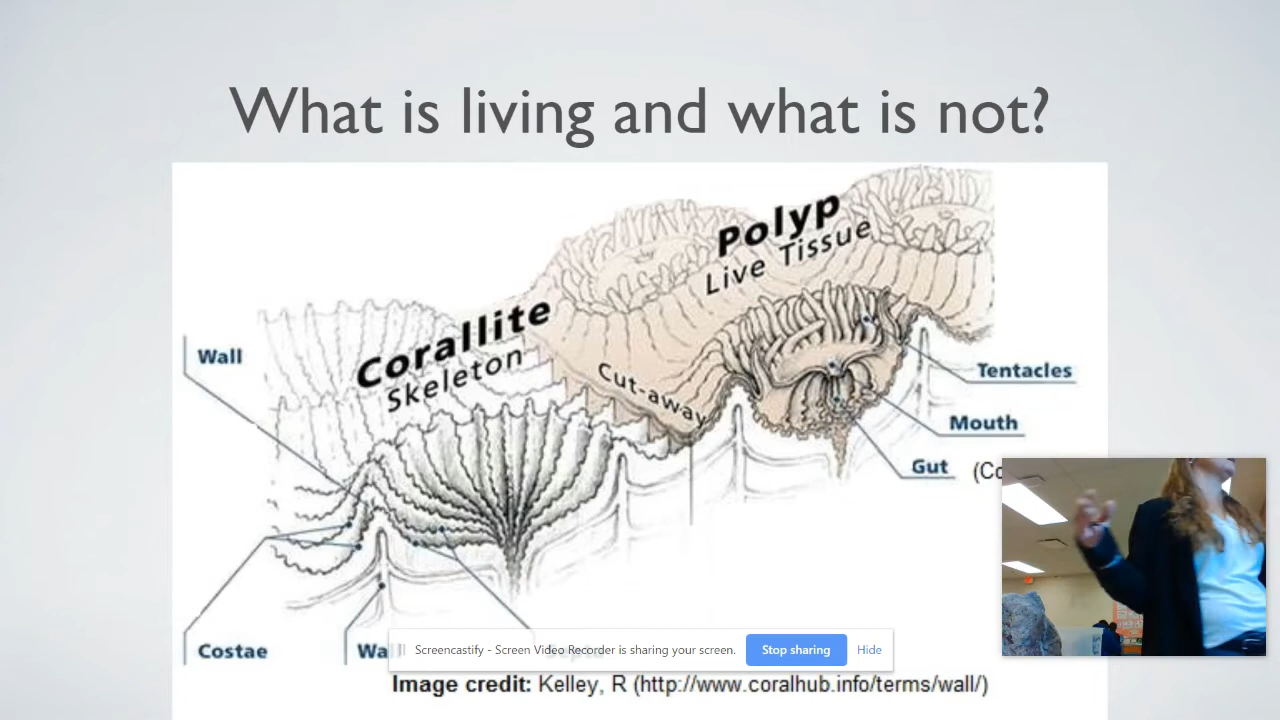 What is living and what is not?
Polyp
Live Tissue
Corallite
Skeleton
Wall
Cut-away
Tentacles
Mouth
Gut
(Co
Costae
Wall
Screencastify - Screen Video Recorder is sharing your screen.
Stop sharing
Hide
Image credit: Kelley, R (http://www.coralhub.info/terms/wall/)